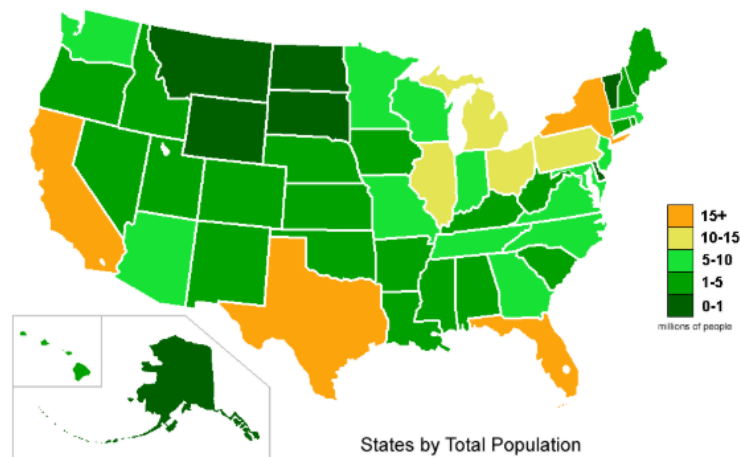 15+
10-15
5-10
1-5
0-1
millions of people
States by Total Population